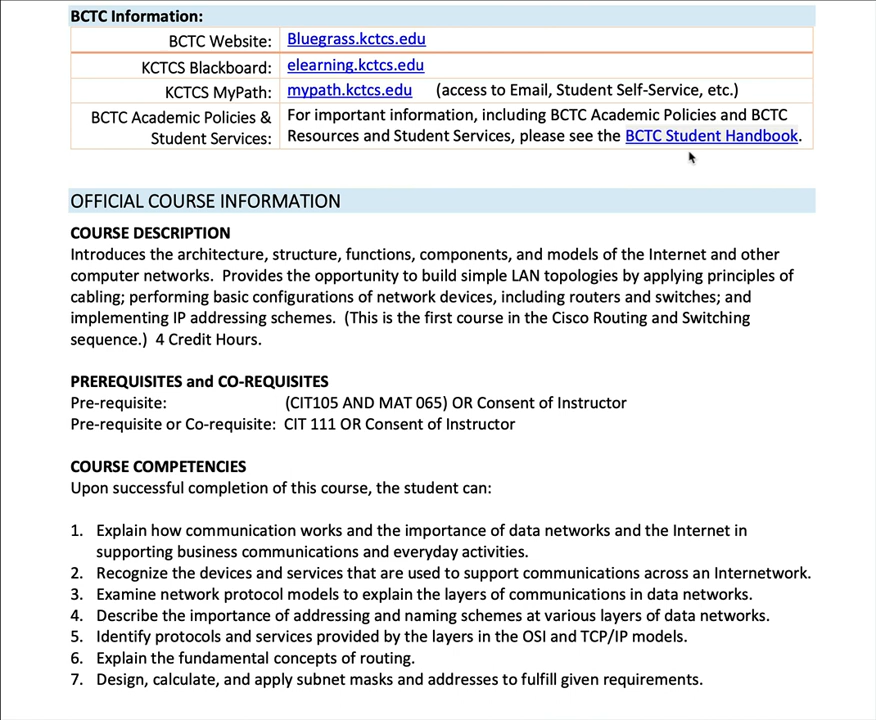 BCTC Information:
BCTC Website: Bluegrass.kctcs.edu
KCTCS Blackboard: elearning.kctcs.edu
KCTCS MyPath: mypath.kctcs.edu (access to Email, Student Self-Service, etc.)
BCTC Academic Policies & For important information, including BCTC Academic Policies and BCTC
Student Services: Resources and Student Services, please see the BCTC Student Handbook.
OFFICIAL COURSE INFORMATION
COURSE DESCRIPTION
Introduces the architecture, structure, functions, components, and models of the Internet and other
computer networks. Provides the opportunity to build simple LAN topologies by applying principles of
cabling; performing basic configurations of network devices, including routers and switches; and
implementing IP addressing schemes. (This is the first course in the Cisco Routing and Switching
sequence.) 4 Credit Hours.
PREREQUISITES and CO-REQUISITES
Pre-requisite: (CIT105 AND MAT 065) OR Consent of Instructor
Pre-requisite or Co-requisite: CIT 111 OR Consent of Instructor
COURSE COMPETENCIES
Upon successful completion of this course, the student can:
1. Explain how communication works and the importance of data networks and the Internet in
supporting business communications and everyday activities.
2. Recognize the devices and services that are used to support communications across an Internetwork.
3. Examine network protocol models to explain the layers of communications in data networks.
4. Describe the importance of addressing and naming schemes at various layers of data networks.
5. Identify protocols and services provided by the layers in the OSI and TCP/IP models.
6. Explain the fundamental concepts of routing.
7. Design, calculate, and apply subnet masks and addresses to fulfill given requirements.